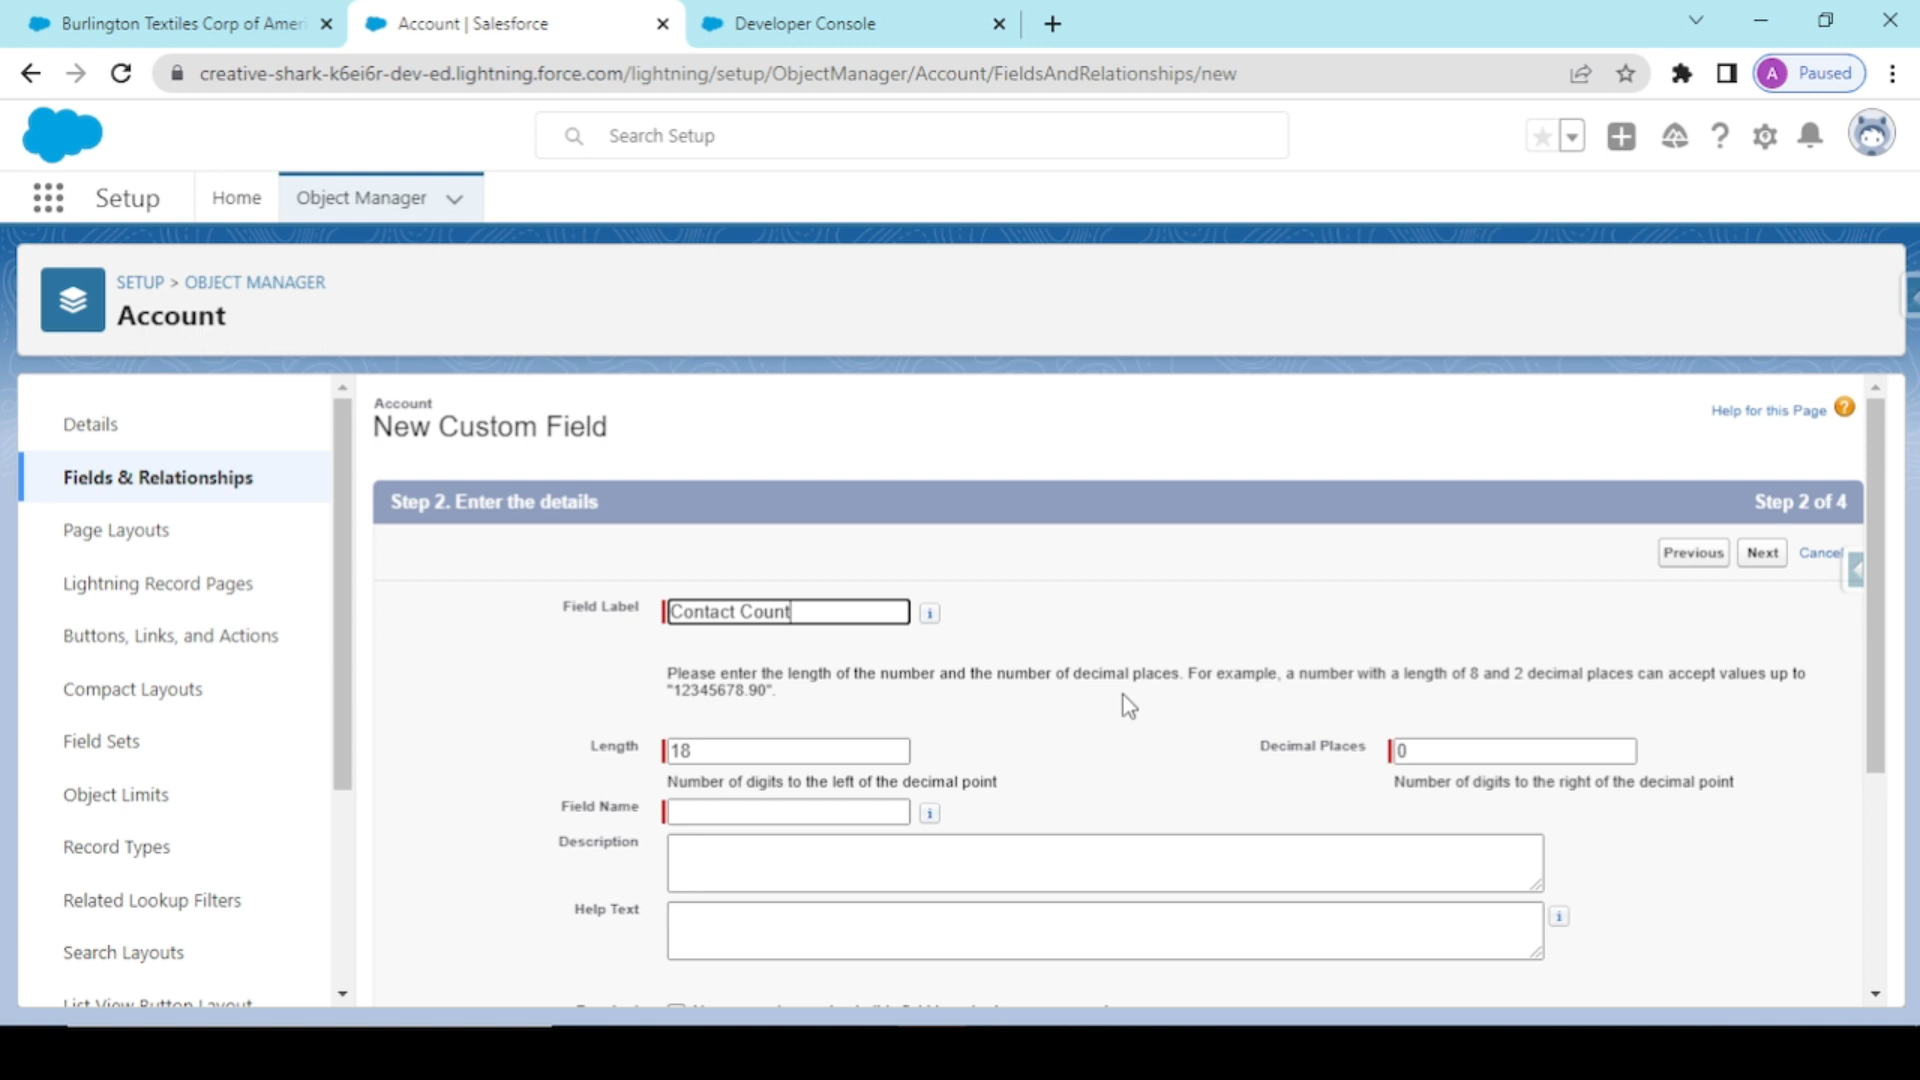 Burlington Textiles Corp of Ameri
Account | Salesforce
Developer Console
creative-shark-k6ei6r-dev-ed.lightning.force.com/lightning/setup/ObjectManager/Account/FieldsAndRelationships/new
A
Paused
Search Setup
Setup
Home
Object Manager
SETUP > OBJECT MANAGER
Account
Details
Fields & Relationships
Page Layouts
Lightning Record Pages
Buttons, Links, and Actions
Compact Layouts
Field Sets
Object Limits
Record Types
Related Lookup Filters
Search Layouts
List View Button Layout
Account
New Custom Field
Help for this Page
Step 2. Enter the details
Step 2 of 4
Previous
Next
Cancel
Field Label
Contact Count
Please enter the length of the number and the number of decimal places. For example, a number with a length of 8 and 2 decimal places can accept values up to
"12345678.90".
Length
18
Decimal Places
0
Number of digits to the left of the decimal point
Number of digits to the right of the decimal point
Field Name
Description
Help Text